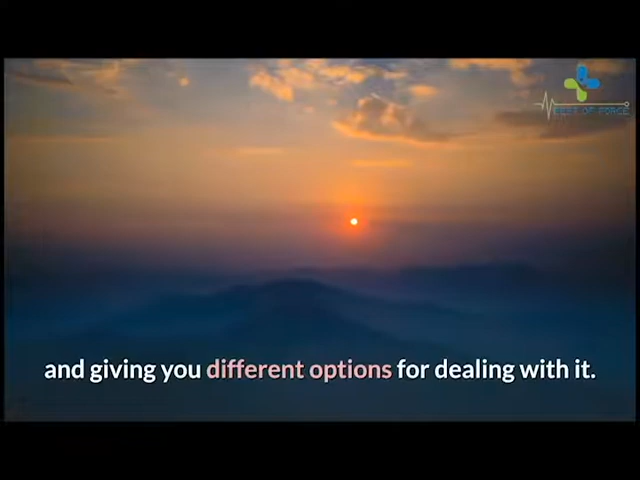 and giving you different options for dealing with it.